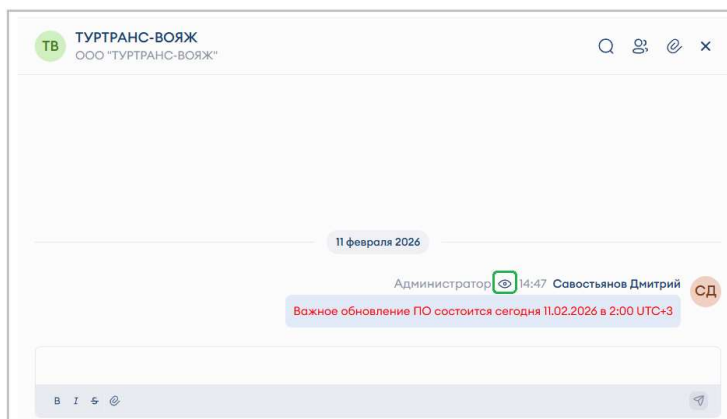 ТВ
ТУРТРАНС-ВОЯЖ
ООО "ТУРТРАНС-ВОЯЖ"
11 февраля 2026
Администратор 14:47 Савостьянов Дмитрий
СД
Важное обновление ПО состоится сегодня 11.02.2026 в 2:00 UTC+3
B I S